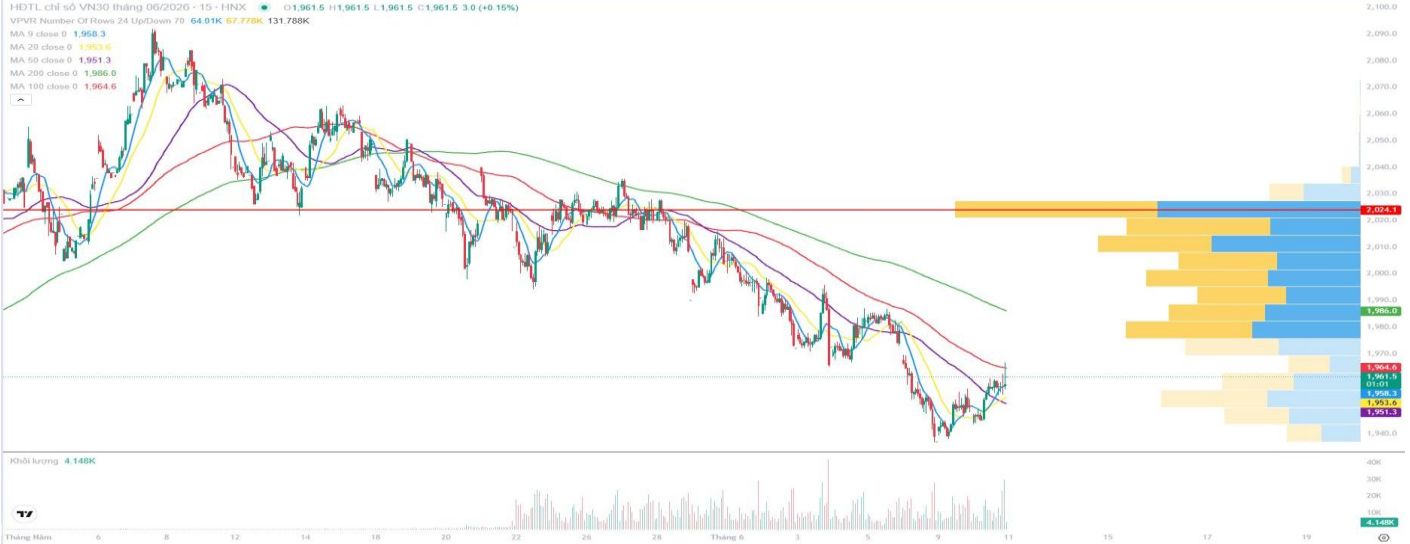 HĐTL chỉ số VN30 tháng 06/2026 · 15 · HNX O1,961.5 H1,961.5 L1,961.5 C1,961.5 3.0 (+0.15%)
VPVR Number Of Rows 24 Up/Down 70 64.01K 67.778K 131.788K
MA 9 close 0 1,958.3
MA 20 close 0 1,953.6
MA 50 close 0 1,951.3
MA 200 close 0 1,986.0
MA 100 close 0 1,964.6
2,100.0
2,090.0
2,080.0
2,070.0
2,060.0
2,050.0
2,040.0
2,030.0
2,024.1
2,020.0
2,010.0
2,000.0
1,990.0
1,986.0
1,980.0
1,970.0
1,964.6
1,961.5
01:01
1,958.3
1,953.6
1,951.3
1,940.0
Khối lượng 4.148K
40K
30K
20K
10K
4.148K
Tháng Năm 6 8 12 14 18 20 22 26 28 Tháng 6 3 9 10 11 15 17 19